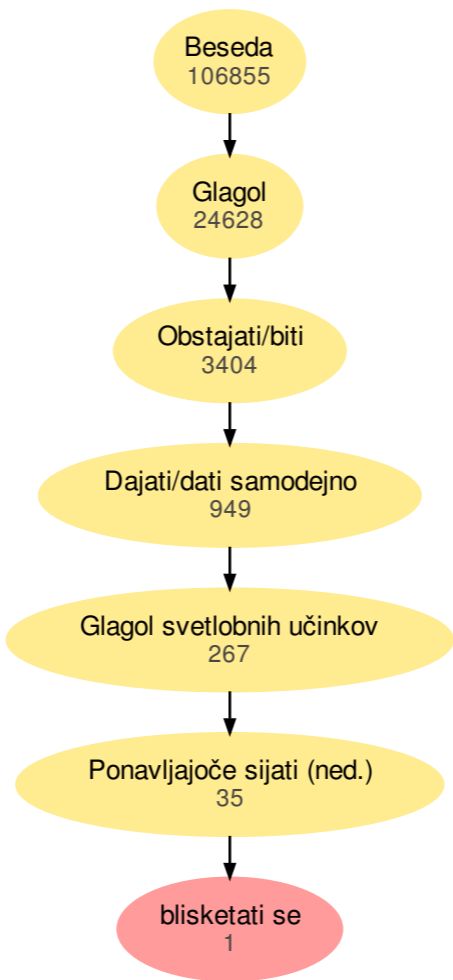 Beseda
106855
Glagol
24628
Obstajati/biti
3404
Dajati/dati samodejno
949
Glagol svetlobnih učinkov
267
Ponavljajoče sijati (ned.)
35
blisketati se
1